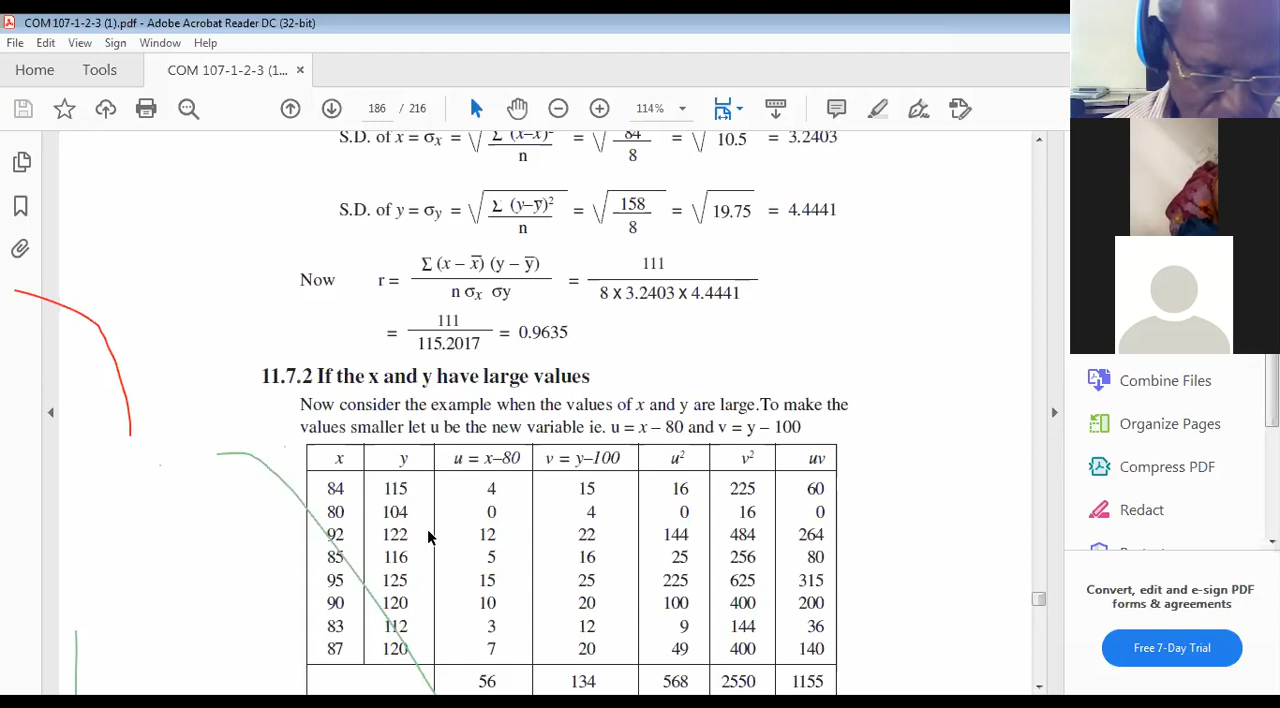 COM 107-1-2-3 (1).pdf - Adobe Acrobat Reader DC (32-bit)
File Edit View Sign Window Help
Home Tools COM 107-1-2-3 (1... ×
186 / 216 114%
S.D. of x = σx = √ Σ (x–x̄)² / n = √ 84 / 8 = √ 10.5 = 3.2403
S.D. of y = σy = √ Σ (y–ȳ)² / n = √ 158 / 8 = √ 19.75 = 4.4441
Now r = Σ (x – x̄) (y – ȳ) / n σx σy = 111 / 8 x 3.2403 x 4.4441
= 111 / 115.2017 = 0.9635
11.7.2 If the x and y have large values
Now consider the example when the values of x and y are large.To make the
values smaller let u be the new variable ie. u = x – 80 and v = y – 100
x y u = x–80 v = y–100 u² v² uv
84 115 4 15 16 225 60
80 104 0 4 0 16 0
92 122 12 22 144 484 264
85 116 5 16 25 256 80
95 125 15 25 225 625 315
90 120 10 20 100 400 200
83 112 3 12 9 144 36
87 120 7 20 49 400 140
56 134 568 2550 1155
Combine Files
Organize Pages
Compress PDF
Redact
Convert, edit and e-sign PDF
forms & agreements
Free 7-Day Trial